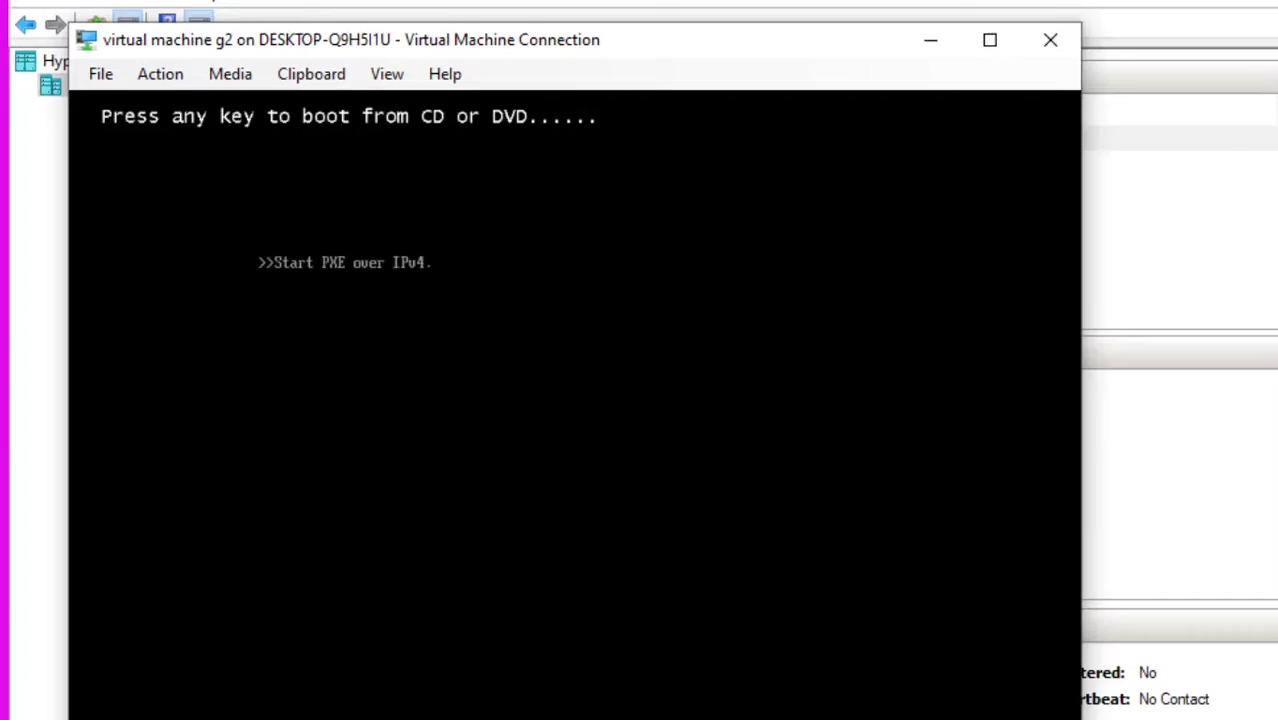 virtual machine g2 on DESKTOP-Q9H5I1U - Virtual Machine Connection
File Action Media Clipboard View Help
Hyp
Press any key to boot from CD or DVD......
>>Start PXE over IPv4.
tered: No
rtbeat: No Contact